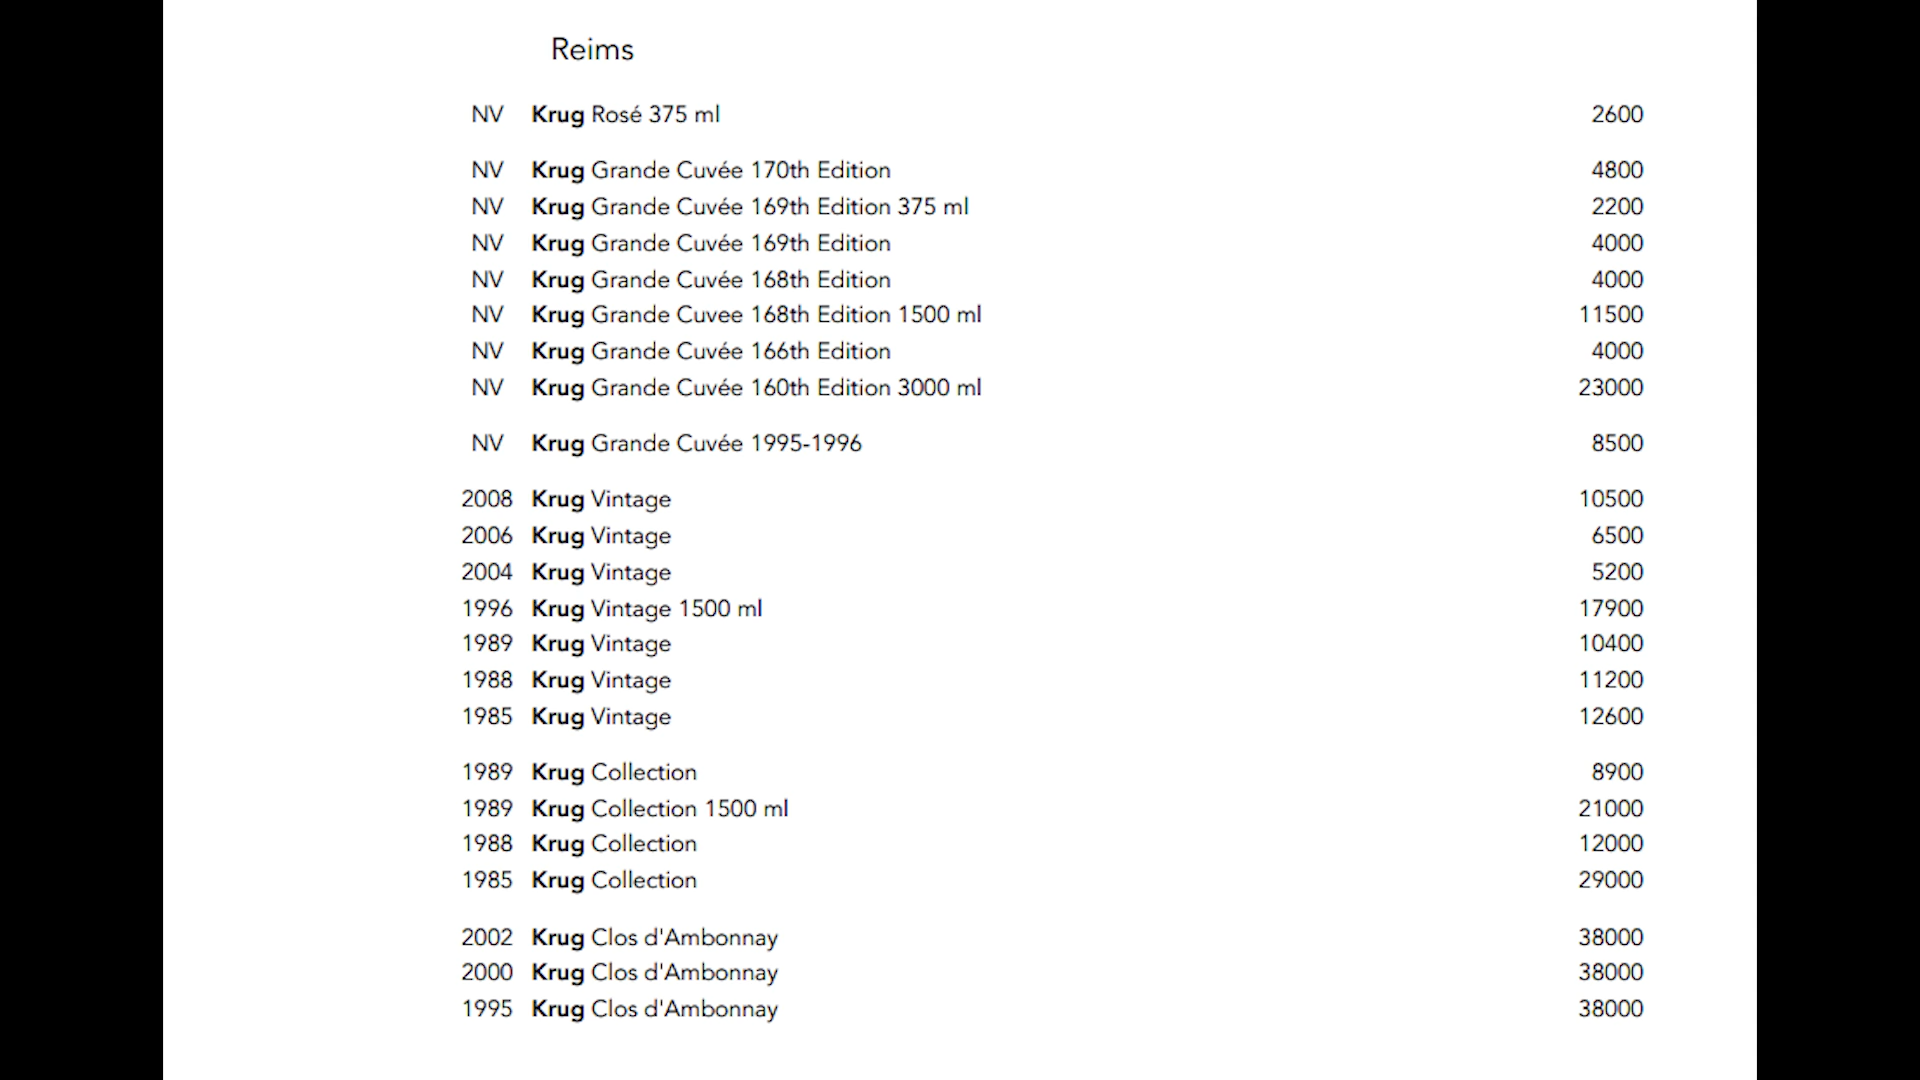 Reims
NV Krug Rosé 375 ml 2600
NV Krug Grande Cuvée 170th Edition 4800
NV Krug Grande Cuvée 169th Edition 375 ml 2200
NV Krug Grande Cuvée 169th Edition 4000
NV Krug Grande Cuvée 168th Edition 4000
NV Krug Grande Cuvee 168th Edition 1500 ml 11500
NV Krug Grande Cuvée 166th Edition 4000
NV Krug Grande Cuvée 160th Edition 3000 ml 23000
NV Krug Grande Cuvée 1995-1996 8500
2008 Krug Vintage 10500
2006 Krug Vintage 6500
2004 Krug Vintage 5200
1996 Krug Vintage 1500 ml 17900
1989 Krug Vintage 10400
1988 Krug Vintage 11200
1985 Krug Vintage 12600
1989 Krug Collection 8900
1989 Krug Collection 1500 ml 21000
1988 Krug Collection 12000
1985 Krug Collection 29000
2002 Krug Clos d'Ambonnay 38000
2000 Krug Clos d'Ambonnay 38000
1995 Krug Clos d'Ambonnay 38000